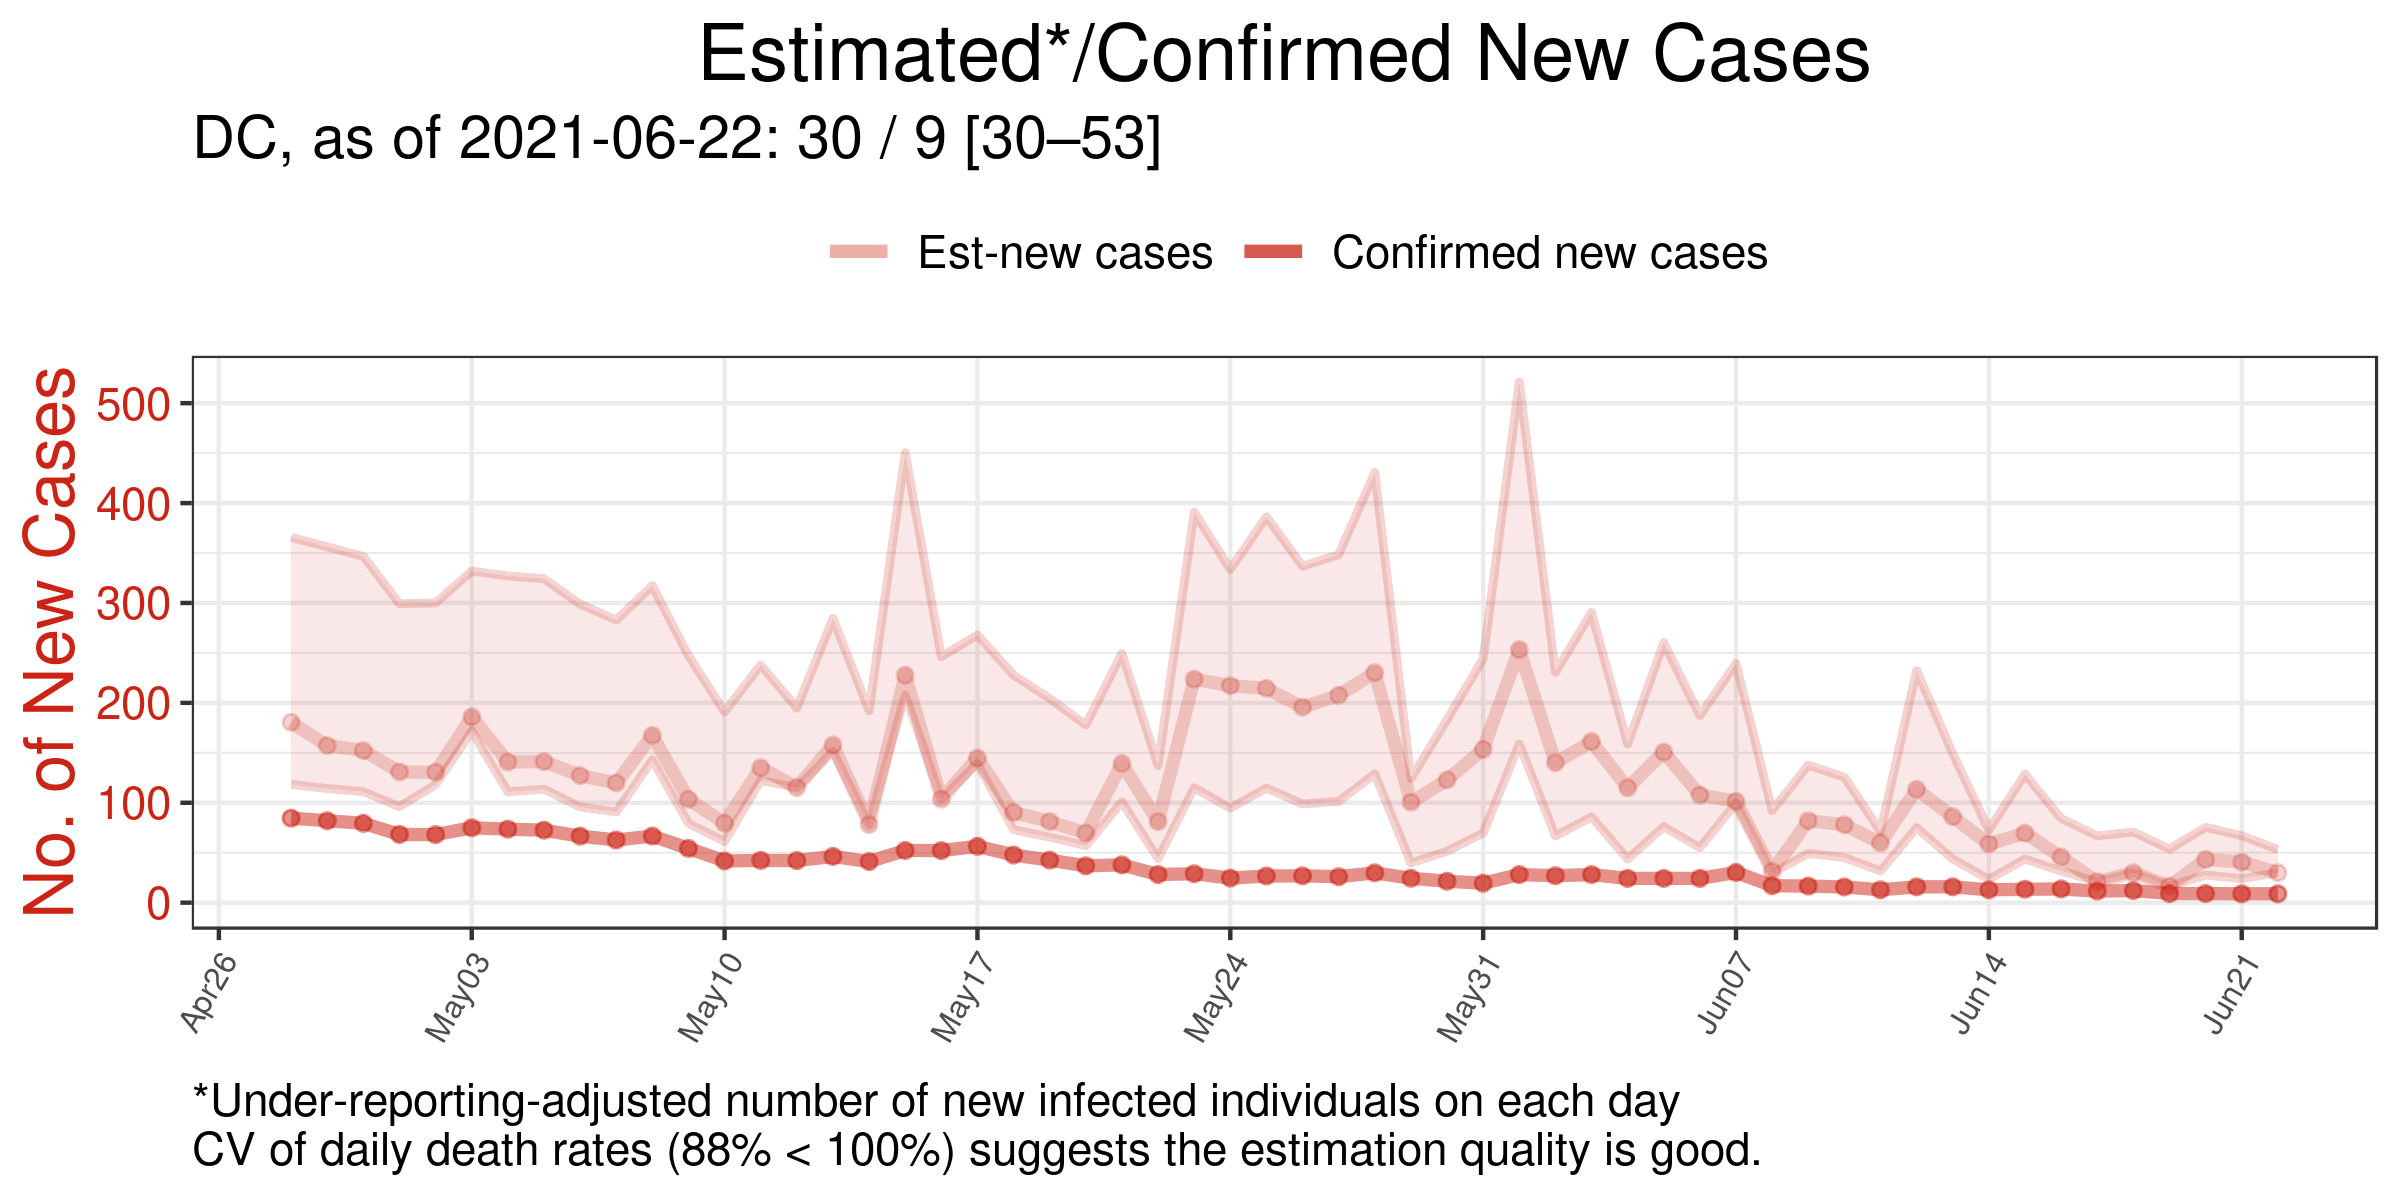 Estimated*/Confirmed New Cases
DC, as of 2021-06-22: 30 / 9 [30–53]
Est-new cases
Confirmed new cases
No. of New Cases
500
400
300
200
100
0
Apr26
May03
May10
May17
May24
May31
Jun07
Jun14
Jun21
*Under-reporting-adjusted number of new infected individuals on each day
CV of daily death rates (88% < 100%) suggests the estimation quality is good.